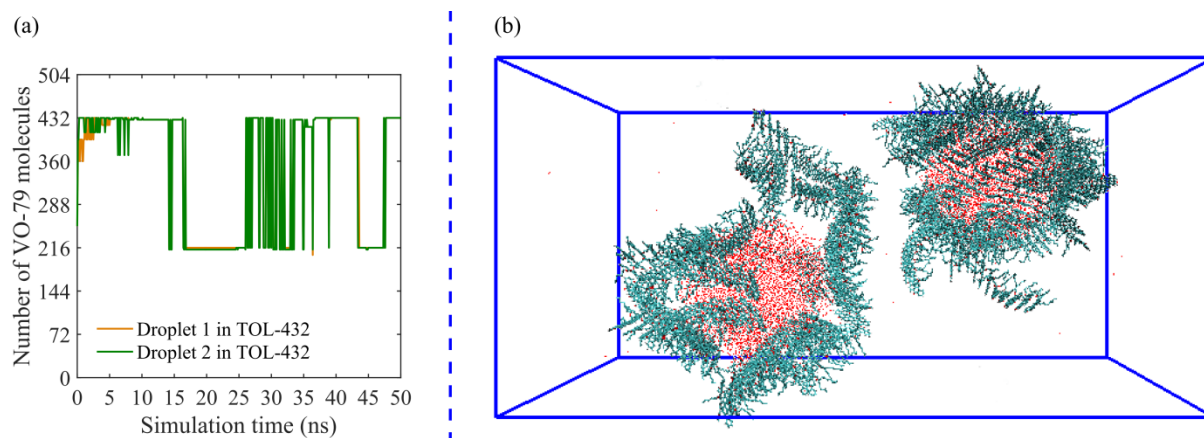 (a)
504
432
360
288
216
144
72
0
Number of VO-79 molecules
Droplet 1 in TOL-432
Droplet 2 in TOL-432
0 5 10 15 20 25 30 35 40 45 50
Simulation time (ns)
(b)